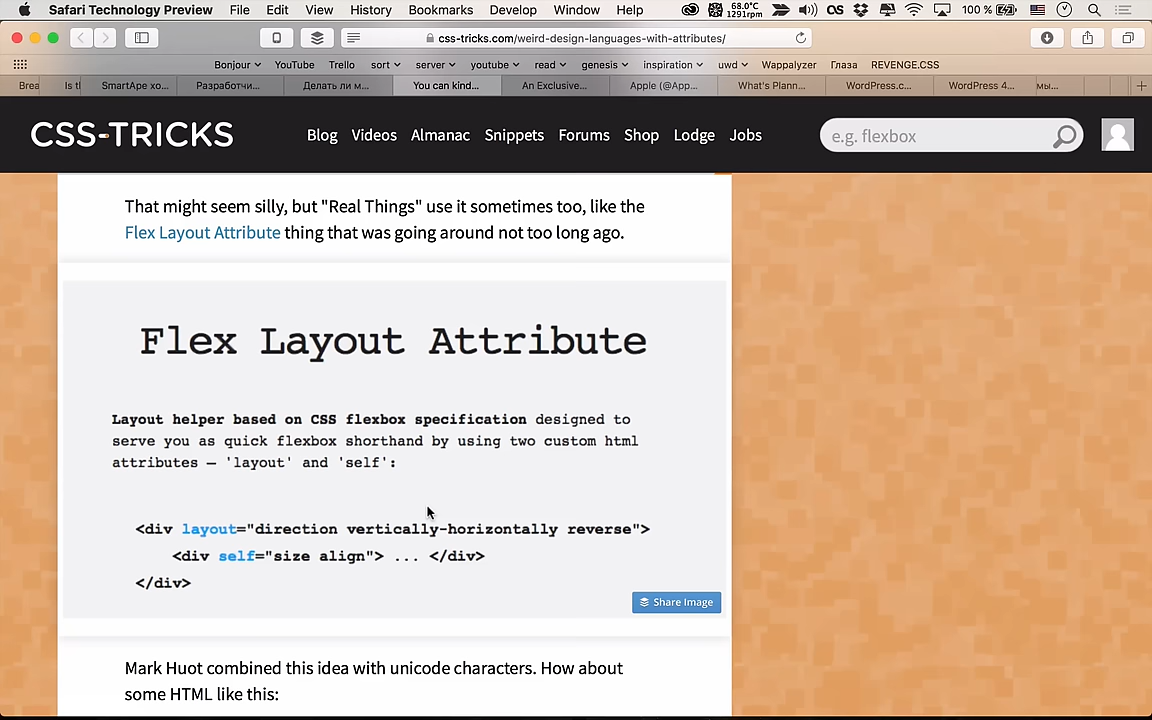 Safari Technology Preview File Edit View History Bookmarks Develop Window Help 68.0°C 1291rpm 100 %
css-tricks.com/weird-design-languages-with-attributes/
Bonjour YouTube Trello sort server youtube read genesis inspiration uwd Wappalyzer Глаза REVENGE.CSS
Brea Is tl SmartApe хо... Разработчи... Делать ли м... You can kind... An Exclusive... Apple (@App... What's Plann... WordPress.c... WordPress 4... мы...
CSS-TRICKS
Blog Videos Almanac Snippets Forums Shop Lodge Jobs
e.g. flexbox
That might seem silly, but "Real Things" use it sometimes too, like the
Flex Layout Attribute thing that was going around not too long ago.
Flex Layout Attribute
Layout helper based on CSS flexbox specification designed to
serve you as quick flexbox shorthand by using two custom html
attributes — 'layout' and 'self':
<div layout="direction vertically-horizontally reverse">
<div self="size align"> ... </div>
</div>
Share Image
Mark Huot combined this idea with unicode characters. How about
some HTML like this: